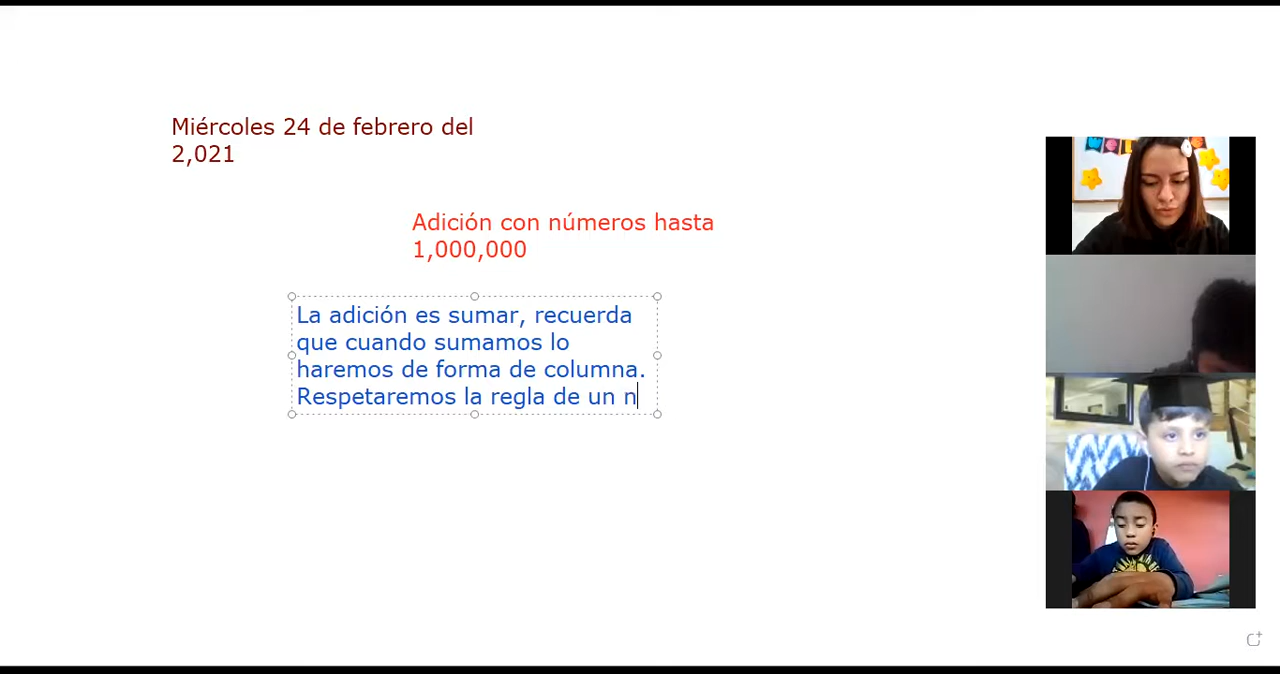 Miércoles 24 de febrero del
2,021
Adición con números hasta
1,000,000
La adición es sumar, recuerda
que cuando sumamos lo
haremos de forma de columna.
Respetaremos la regla de un n